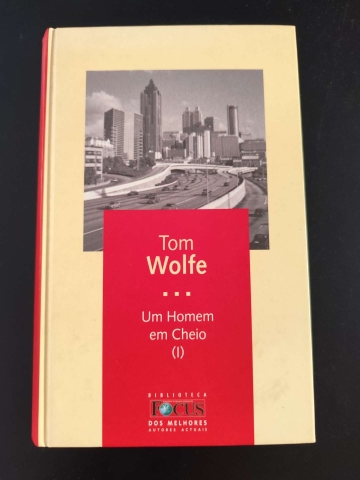 Tom
Wolfe
Um Homem
em Cheio
(I)
BIBLIOTECA
FOCUS
DOS MELHORES
AUTORES ACTUAIS